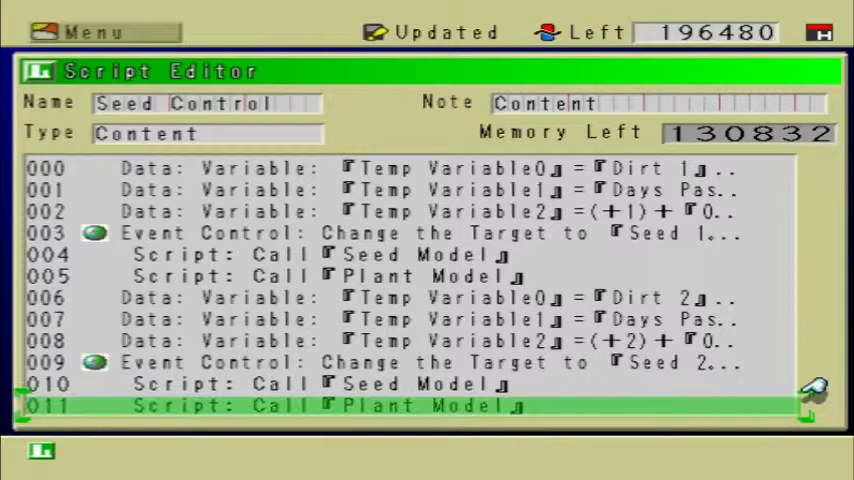 Menu Updated Left 196480
Script Editor
Name Seed Control Note Content
Type Content Memory Left 130832
000 Data: Variable: 『Temp Variable0』 = 『Dirt 1』..
001 Data: Variable: 『Temp Variable1』 = 『Days Pas..
002 Data: Variable: 『Temp Variable2』 =(+1) + 『0..
003 Event Control: Change the Target to 『Seed 1...
004 Script: Call 『Seed Model』
005 Script: Call 『Plant Model』
006 Data: Variable: 『Temp Variable0』 = 『Dirt 2』..
007 Data: Variable: 『Temp Variable1』 = 『Days Pas..
008 Data: Variable: 『Temp Variable2』 =(+2) + 『0..
009 Event Control: Change the Target to 『Seed 2...
010 Script: Call 『Seed Model』
011 Script: Call 『Plant Model』